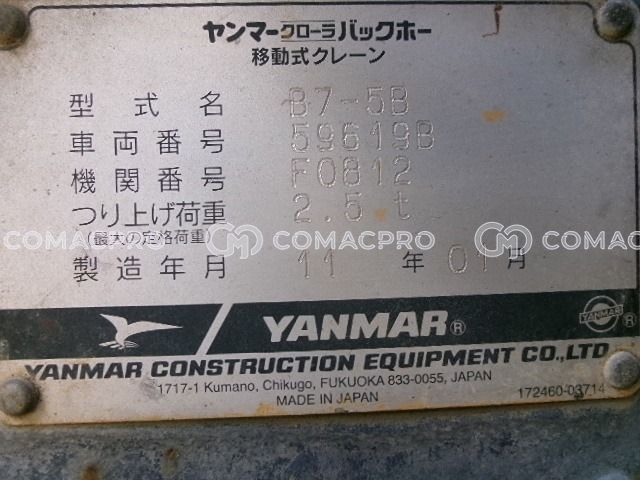 ヤンマークローラバックホー
移動式クレーン
型式名 B7-5B
車両番号 59619B
機関番号 F0812
つり上げ荷重 2.5 t
(最大の定格荷重)
COMACPRO COMACPRO COMACPRO
製造年月 11 年 01 月
YANMAR® YANMAR ®
YANMAR CONSTRUCTION EQUIPMENT CO.,LTD
1717-1 Kumano, Chikugo, FUKUOKA 833-0055, JAPAN
MADE IN JAPAN 172460-03714